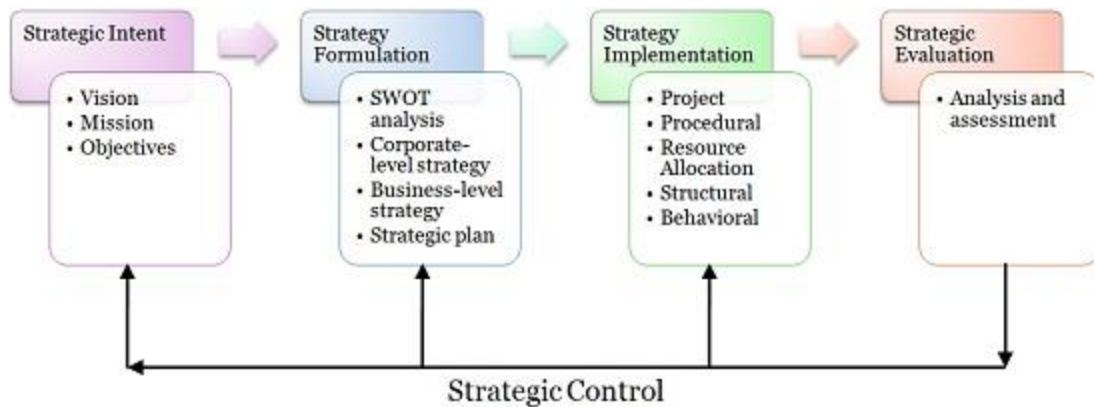 Strategic Intent
• Vision
• Mission
• Objectives
Strategy
Formulation
• SWOT
analysis
• Corporate-
level strategy
• Business-level
strategy
• Strategic plan
Strategy
Implementation
• Project
• Procedural
• Resource
Allocation
• Structural
• Behavioral
Strategic
Evaluation
• Analysis and
assessment
Strategic Control